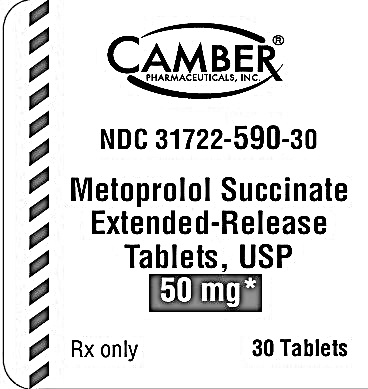 CAMBER®
PHARMACEUTICALS, INC.
NDC 31722-590-30
Metoprolol Succinate
Extended-Release
Tablets, USP
50 mg*
Rx only 30 Tablets